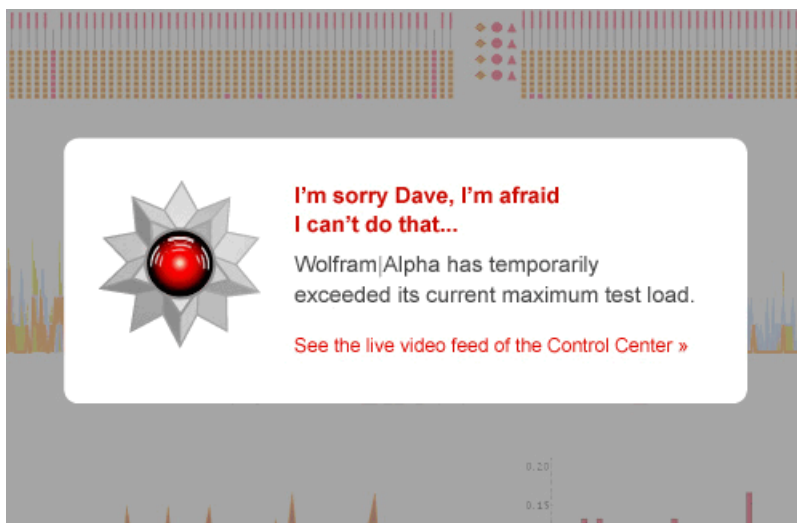 I'm sorry Dave, I'm afraid
I can't do that...
Wolfram|Alpha has temporarily
exceeded its current maximum test load.
See the live video feed of the Control Center »
0.20
0.15